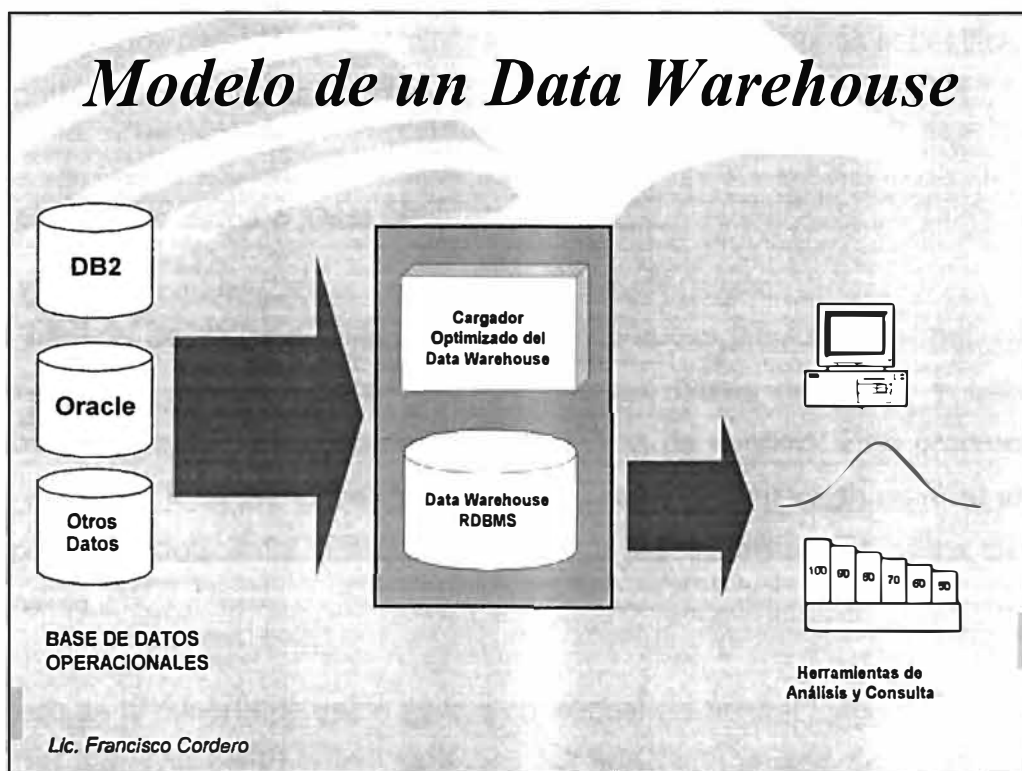 Modelo de un Data Warehouse
DB2
Oracle
Otros
Datos
BASE DE DATOS
OPERACIONALES
Cargador
Optimizado del
Data Warehouse
Data Warehouse
RDBMS
100
90
80
70
60
50
Herramientas de
Análisis y Consulta
Lic. Francisco Cordero